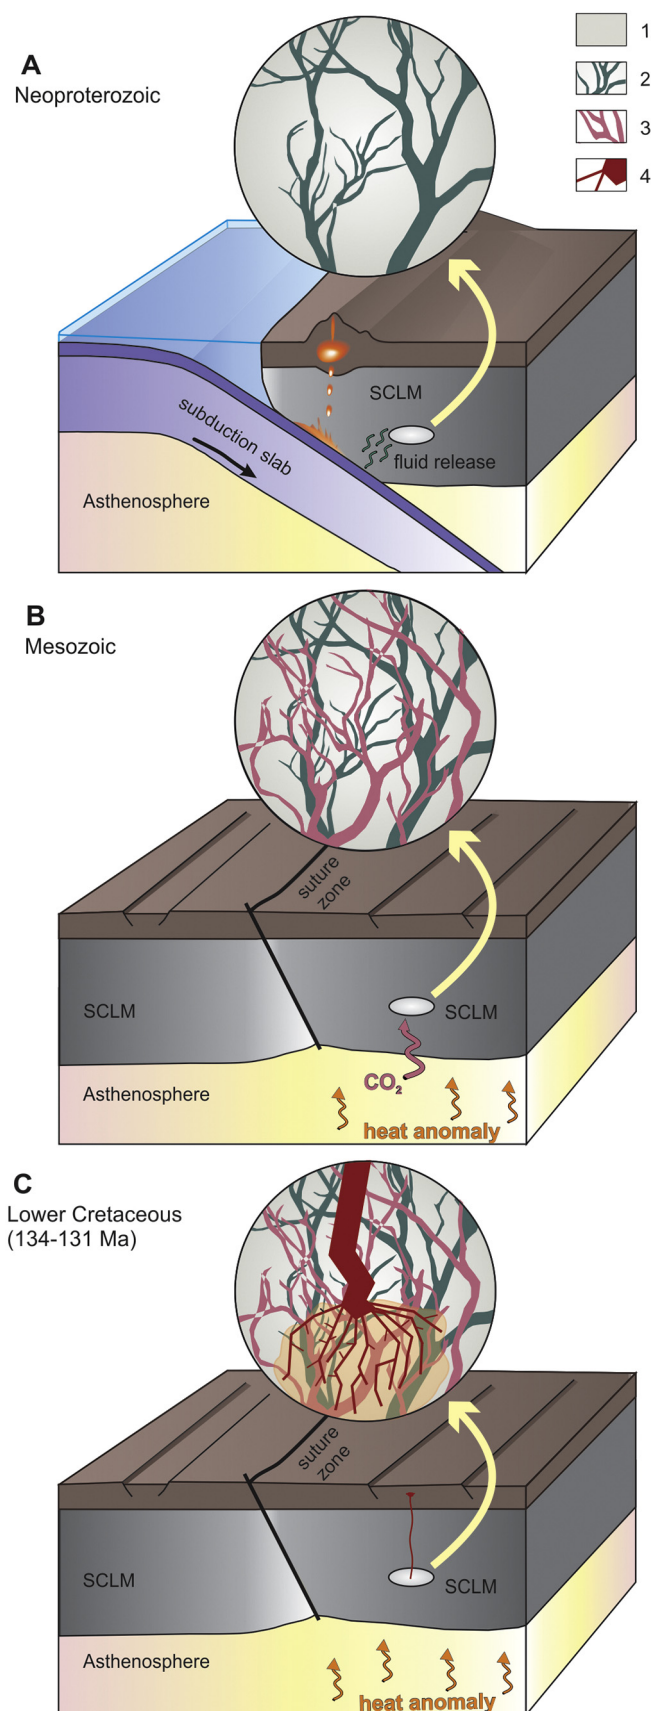 A
Neoproterozoic
1
2
3
4
SCLM
subduction slab
fluid release
Asthenosphere
B
Mesozoic
suture
zone
SCLM
SCLM
CO₂
Asthenosphere
heat anomaly
C
Lower Cretaceous
(134-131 Ma)
suture
zone
SCLM
SCLM
Asthenosphere
heat anomaly